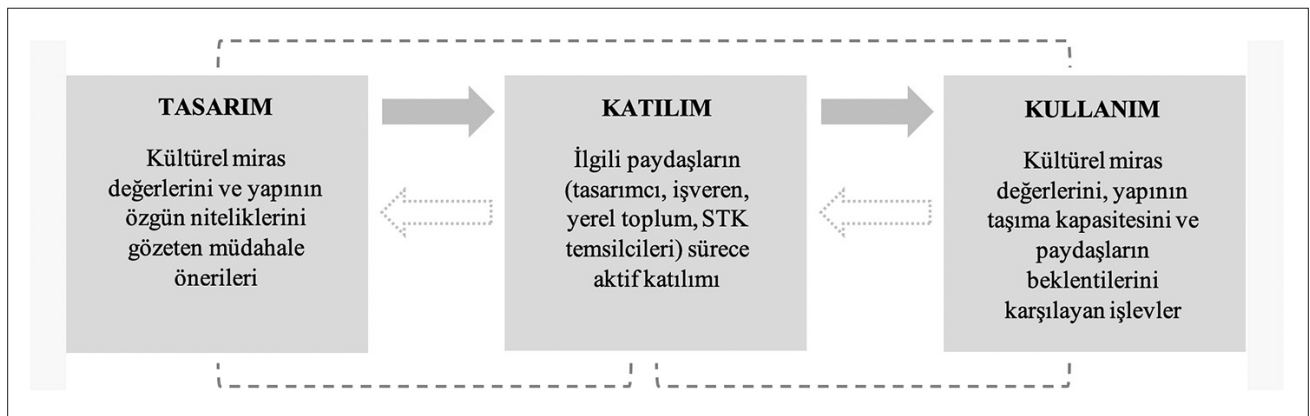 TASARIM
Kültürel miras
değerlerini ve yapının
özgün niteliklerini
gözeten müdahale
önerileri
KATILIM
İlgili paydaşların
(tasarımcı, işveren,
yerel toplum, STK
temsilcileri) sürece
aktif katılımı
KULLANIM
Kültürel miras
değerlerini, yapının
taşıma kapasitesini ve
paydaşların
beklentilerini
karşılayan işlevler